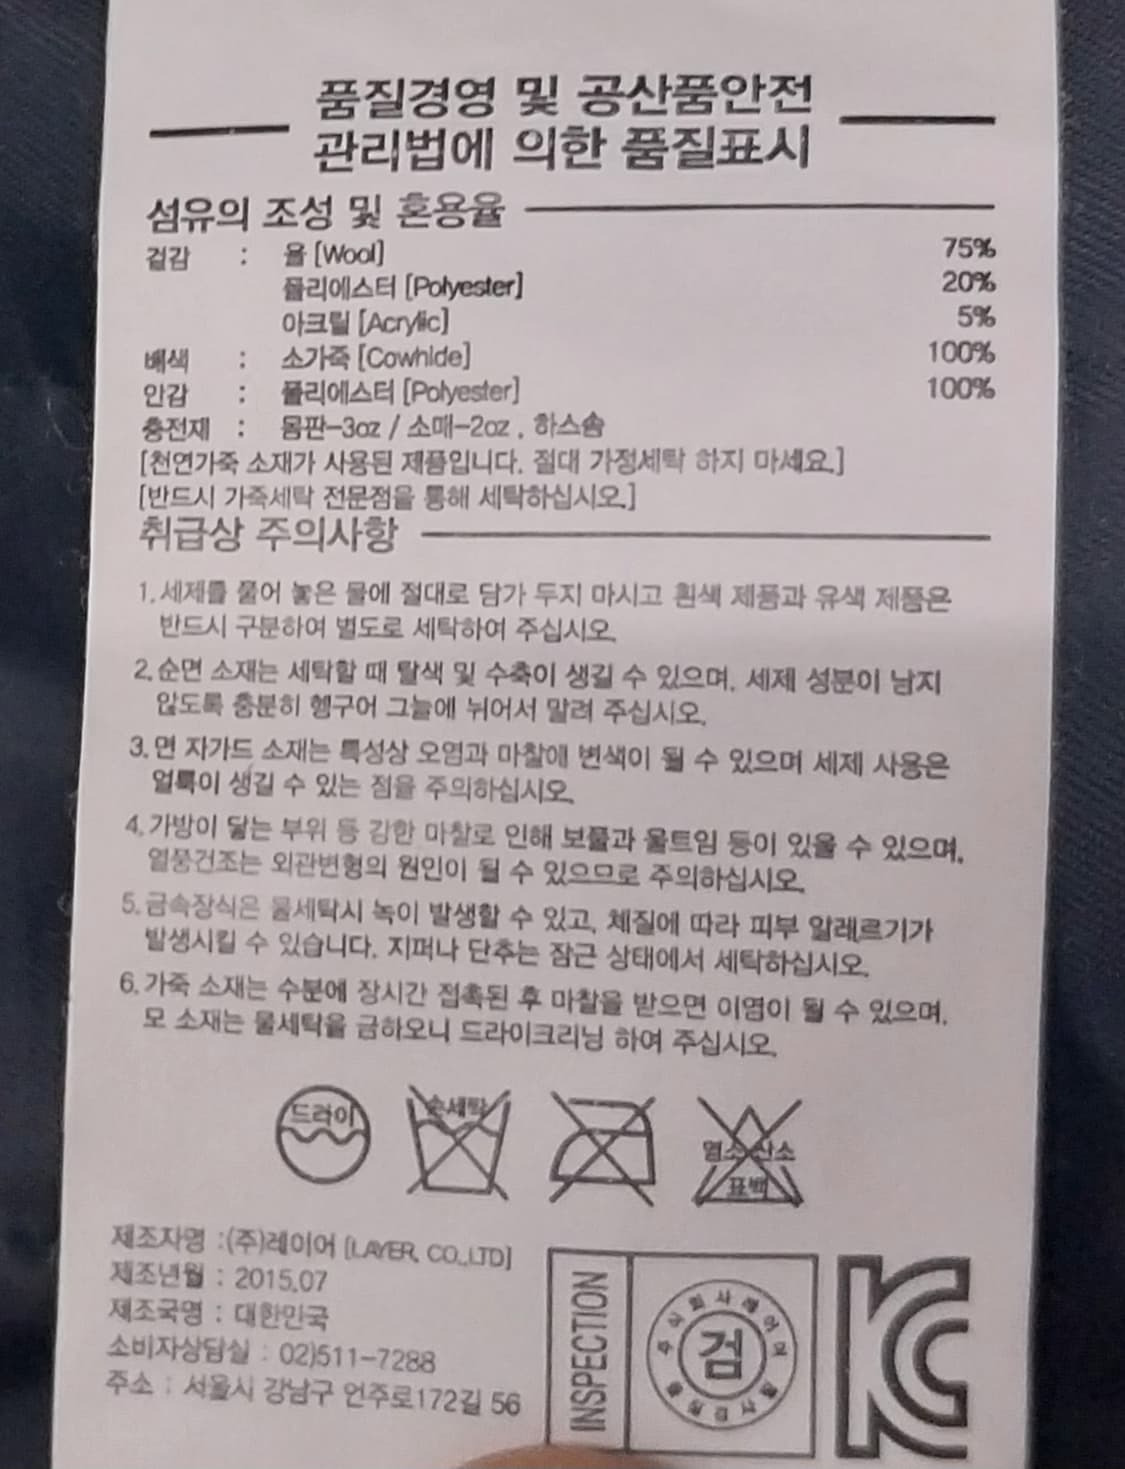 품질경영 및 공산품안전
관리법에 의한 품질표시
섬유의 조성 및 혼용율
겉감 : 울 [Wool] 75%
폴리에스터 [Polyester] 20%
아크릴 [Acrylic] 5%
배색 : 소가죽 [Cowhide] 100%
안감 : 폴리에스터 [Polyester] 100%
충전재 : 몸판-3oz / 소매-2oz , 하스솜
[천연가죽 소재가 사용된 제품입니다. 절대 가정세탁 하지 마세요.]
[반드시 가죽세탁 전문점을 통해 세탁하십시오.]
취급상 주의사항
1. 세제를 풀어 놓은 물에 절대로 담가 두지 마시고 흰색 제품과 유색 제품은
반드시 구분하여 별도로 세탁하여 주십시오.
2. 순면 소재는 세탁할 때 탈색 및 수축이 생길 수 있으며, 세제 성분이 남지
않도록 충분히 헹구어 그늘에 뉘어서 말려 주십시오.
3. 면 자가드 소재는 특성상 오염과 마찰에 변색이 될 수 있으며 세제 사용은
얼룩이 생길 수 있는 점을 주의하십시오.
4. 가방이 닿는 부위 등 강한 마찰로 인해 보풀과 올트임 등이 있을 수 있으며,
열풍건조는 외관변형의 원인이 될 수 있으므로 주의하십시오.
5. 금속장식은 물세탁시 녹이 발생할 수 있고, 체질에 따라 피부 알레르기가
발생시킬 수 있습니다. 지퍼나 단추는 잠근 상태에서 세탁하십시오.
6. 가죽 소재는 수분에 장시간 접촉된 후 마찰을 받으면 이염이 될 수 있으며,
모 소재는 물세탁을 금하오니 드라이크리닝 하여 주십시오.
드라이 손세탁 염소 산소
표백
제조자명 : (주)레이어 [LAYER, CO.,LTD]
제조년월 : 2015.07
제조국명 : 대한민국
소비자상담실 : 02)511-7288
주소 : 서울시 강남구 언주로172길 56
INSPECTION
주식회사레이어
검
KC